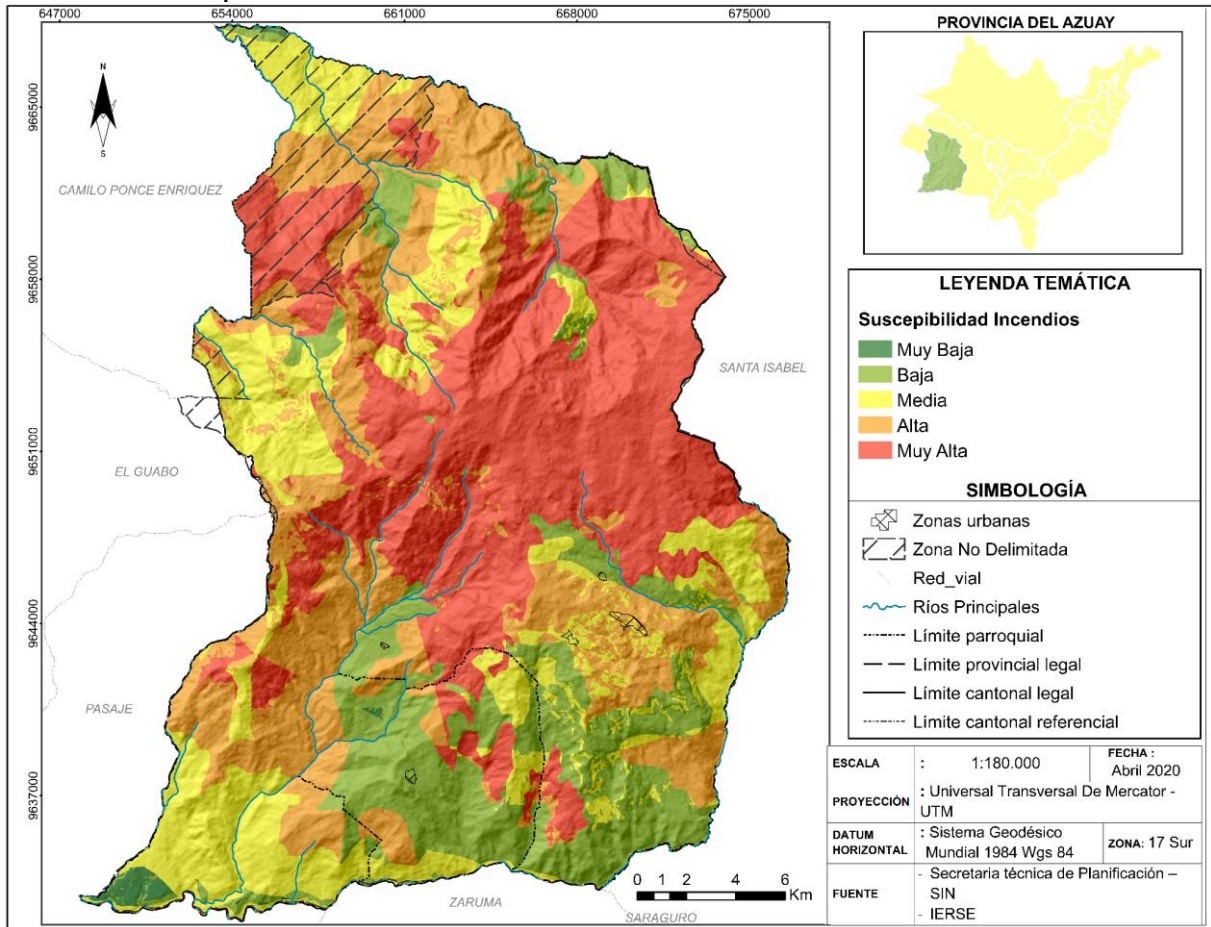 647000 654000 661000 668000 675000
9665000
9658000
9651000
9644000
9637000
N
S
CAMILO PONCE ENRIQUEZ
SANTA ISABEL
EL GUABO
PASAJE
ZARUMA
SARAGURO
0 1 2 4 6
Km
PROVINCIA DEL AZUAY
LEYENDA TEMÁTICA
Suscepibilidad Incendios
Muy Baja
Baja
Media
Alta
Muy Alta
SIMBOLOGÍA
Zonas urbanas
Zona No Delimitada
Red_vial
Ríos Principales
Límite parroquial
Límite provincial legal
Límite cantonal legal
Límite cantonal referencial
ESCALA : 1:180.000
FECHA :
Abril 2020
PROYECCIÓN : Universal Transversal De Mercator -
UTM
DATUM HORIZONTAL : Sistema Geodésico
Mundial 1984 Wgs 84
ZONA: 17 Sur
FUENTE - Secretaria técnica de Planificación –
SIN
- IERSE